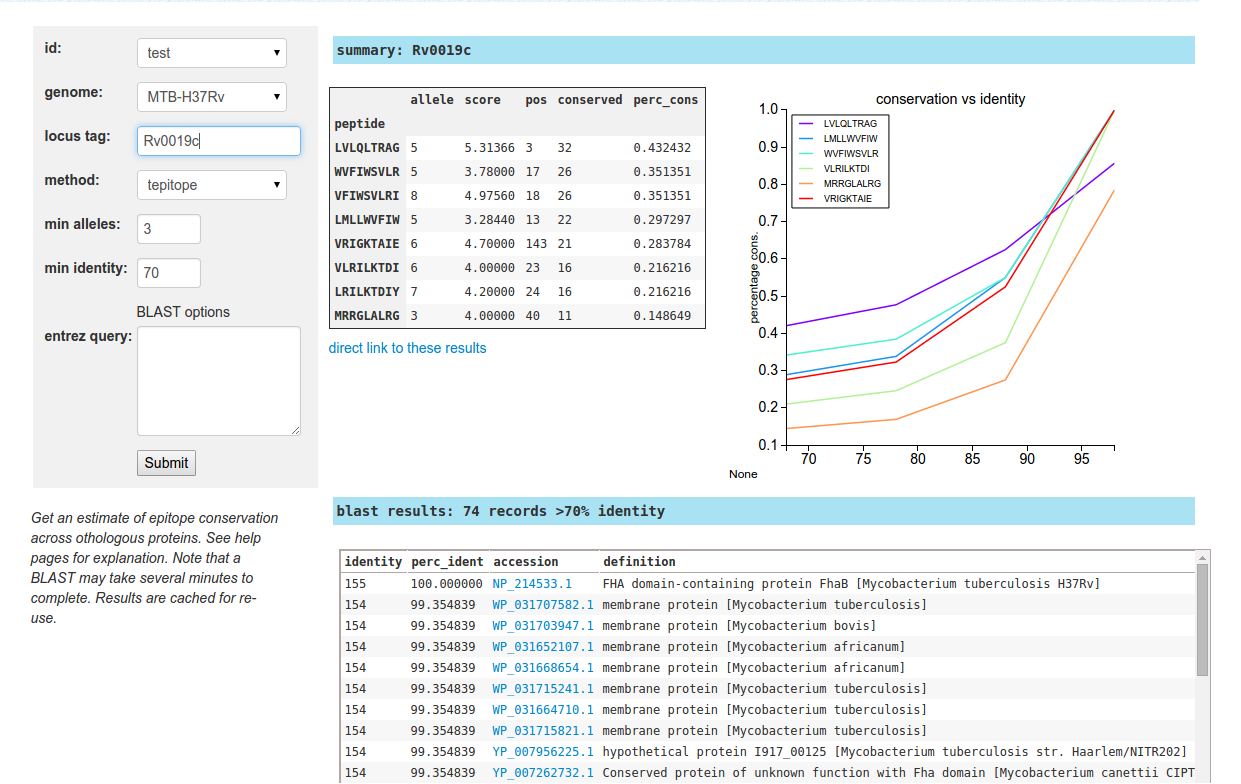 id:
test
genome:
MTB-H37Rv
locus tag:
Rv0019c
method:
tepitope
min alleles:
3
min identity:
70
BLAST options
entrez query:
Submit
Get an estimate of epitope conservation
across othologous proteins. See help
pages for explanation. Note that a
BLAST may take several minutes to
complete. Results are cached for re-
use.
summary: Rv0019c
allele score pos conserved perc_cons
peptide
LVLQLTRAG 5 5.31366 3 32 0.432432
WVFIWSVLR 5 3.78000 17 26 0.351351
VFIWSVLRI 8 4.97560 18 26 0.351351
LMLLWVFIW 5 3.28440 13 22 0.297297
VRIGKTAIE 6 4.70000 143 21 0.283784
VLRILKTDI 6 4.00000 23 16 0.216216
LRILKTDIY 7 4.20000 24 16 0.216216
MRRGLALRG 3 4.00000 40 11 0.148649
direct link to these results
conservation vs identity
LVLQLTRAG
LMLLWVFIW
WVFIWSVLR
VLRILKTDI
MRRGLALRG
VRIGKTAIE
percentage cons.
1.0
0.9
0.8
0.7
0.6
0.5
0.4
0.3
0.2
0.1
70 75 80 85 90 95
None
blast results: 74 records >70% identity
identity perc_ident accession definition
155 100.000000 NP_214533.1 FHA domain-containing protein FhaB [Mycobacterium tuberculosis H37Rv]
154 99.354839 WP_031707582.1 membrane protein [Mycobacterium tuberculosis]
154 99.354839 WP_031703947.1 membrane protein [Mycobacterium bovis]
154 99.354839 WP_031652107.1 membrane protein [Mycobacterium africanum]
154 99.354839 WP_031668654.1 membrane protein [Mycobacterium africanum]
154 99.354839 WP_031715241.1 membrane protein [Mycobacterium tuberculosis]
154 99.354839 WP_031664710.1 membrane protein [Mycobacterium tuberculosis]
154 99.354839 WP_031715821.1 membrane protein [Mycobacterium tuberculosis]
154 99.354839 YP_007956225.1 hypothetical protein I917_00125 [Mycobacterium tuberculosis str. Haarlem/NITR202]
154 99.354839 YP_007262732.1 Conserved protein of unknown function with Fha domain [Mycobacterium canettii CIPT